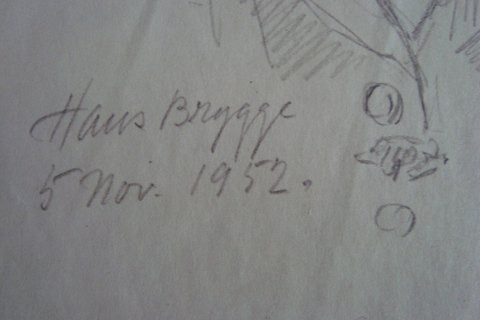 Hans Brygge
5 Nov. 1952.